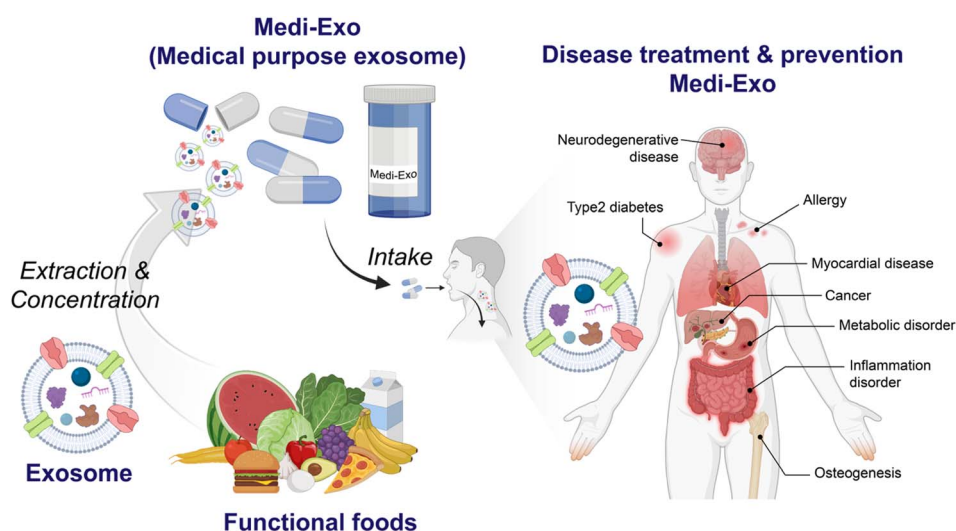 Medi-Exo
(Medical purpose exosome)
Disease treatment & prevention
Medi-Exo
Medi-Exo
Extraction &
Concentration
Intake
Exosome
Functional foods
Neurodegenerative
disease
Type2 diabetes
Allergy
Myocardial disease
Cancer
Metabolic disorder
Inflammation
disorder
Osteogenesis